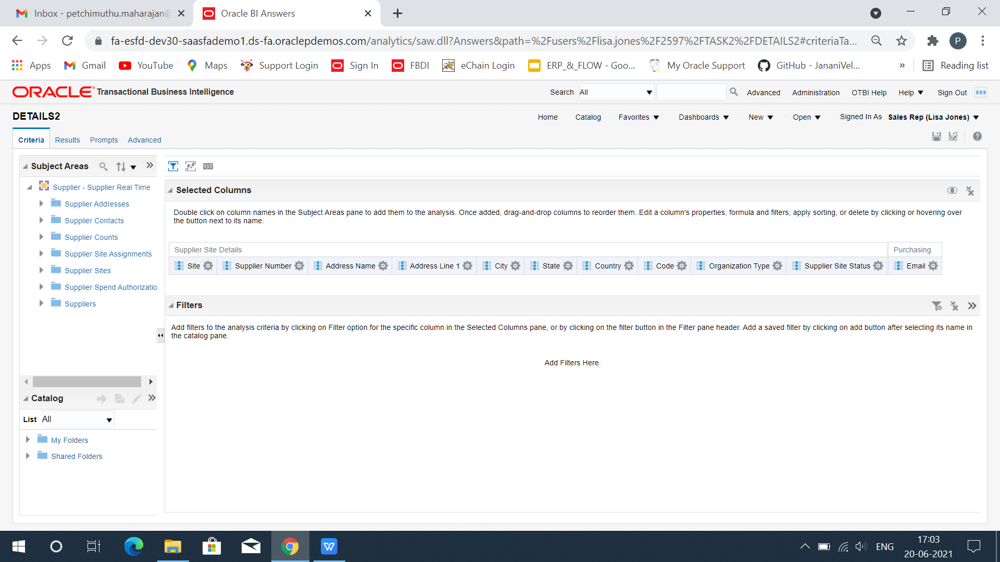 Inbox - petchimuthu.maharajan@
Oracle BI Answers
fa-esfd-dev30-saasfademo1.ds-fa.oraclepdemos.com/analytics/saw.dll?Answers&path=%2Fusers%2Flisa.jones%2F2597%2FTASK2%2FDETAILS2#criteriaTa...
P
Apps
Gmail
YouTube
Maps
Support Login
Sign In
FBDI
eChain Login
ERP_&_FLOW - Goo...
My Oracle Support
GitHub - JananiVel...
»
Reading list
ORACLE Transactional Business Intelligence
Search All
Advanced
Administration
OTBI Help
Help
Sign Out
DETAILS2
Home
Catalog
Favorites
Dashboards
New
Open
Signed In As Sales Rep (Lisa Jones)
Criteria
Results
Prompts
Advanced
Subject Areas
Supplier - Supplier Real Time
Supplier Addresses
Supplier Contacts
Supplier Counts
Supplier Site Assignments
Supplier Sites
Supplier Spend Authorizatio
Suppliers
Catalog
List All
My Folders
Shared Folders
xyz
Selected Columns
Double click on column names in the Subject Areas pane to add them to the analysis. Once added, drag-and-drop columns to reorder them. Edit a column's properties, formula and filters, apply sorting, or delete by clicking or hovering over
the button next to its name.
Supplier Site Details
Purchasing
Site
Supplier Number
Address Name
Address Line 1
City
State
Country
Code
Organization Type
Supplier Site Status
Email
Filters
Add filters to the analysis criteria by clicking on Filter option for the specific column in the Selected Columns pane, or by clicking on the filter button in the Filter pane header. Add a saved filter by clicking on add button after selecting its name in
the catalog pane.
Add Filters Here.
W
ENG
17:03
20-06-2021